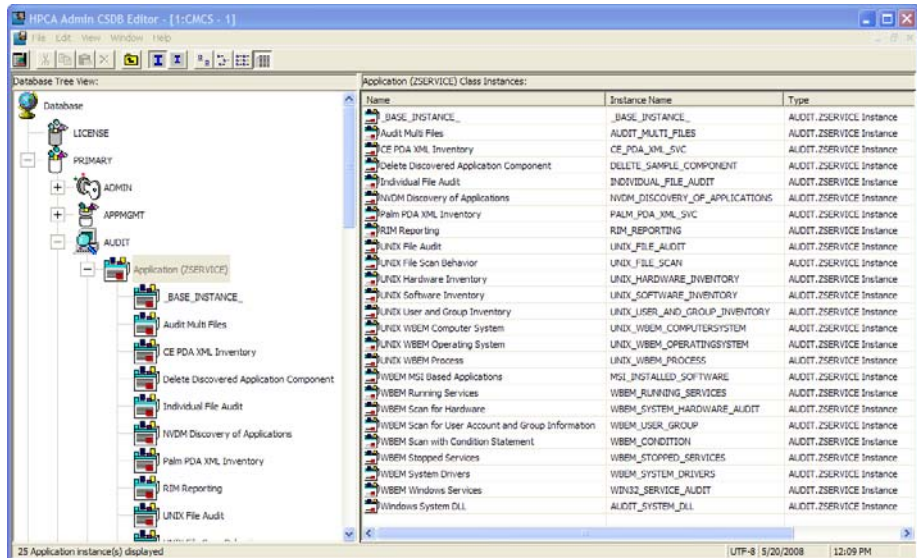 HPCA Admin CSDB Editor - [1:CMCS - 1]
File Edit View Window Help
Database Tree View:
Database
LICENSE
PRIMARY
ADMIN
APPMGMT
AUDIT
Application (ZSERVICE)
_BASE_INSTANCE_
Audit Multi Files
CE PDA XML Inventory
Delete Discovered Application Component
Individual File Audit
NVDM Discovery of Applications
Palm PDA XML Inventory
RIM Reporting
UNIX File Audit
Application (ZSERVICE) Class Instances:
Name Instance Name Type
_BASE_INSTANCE_ _BASE_INSTANCE_ AUDIT.ZSERVICE Instance
Audit Multi Files AUDIT_MULTI_FILES AUDIT.ZSERVICE Instance
CE PDA XML Inventory CE_PDA_XML_SVC AUDIT.ZSERVICE Instance
Delete Discovered Application Component DELETE_SAMPLE_COMPONENT AUDIT.ZSERVICE Instance
Individual File Audit INDIVIDUAL_FILE_AUDIT AUDIT.ZSERVICE Instance
NVDM Discovery of Applications NVDM_DISCOVERY_OF_APPLICATIONS AUDIT.ZSERVICE Instance
Palm PDA XML Inventory PALM_PDA_XML_SVC AUDIT.ZSERVICE Instance
RIM Reporting RIM_REPORTING AUDIT.ZSERVICE Instance
UNIX File Audit UNIX_FILE_AUDIT AUDIT.ZSERVICE Instance
UNIX File Scan Behavior UNIX_FILE_SCAN AUDIT.ZSERVICE Instance
UNIX Hardware Inventory UNIX_HARDWARE_INVENTORY AUDIT.ZSERVICE Instance
UNIX Software Inventory UNIX_SOFTWARE_INVENTORY AUDIT.ZSERVICE Instance
UNIX User and Group Inventory UNIX_USER_AND_GROUP_INVENTORY AUDIT.ZSERVICE Instance
UNIX WBEM Computer System UNIX_WBEM_COMPUTERSYSTEM AUDIT.ZSERVICE Instance
UNIX WBEM Operating System UNIX_WBEM_OPERATINGSYSTEM AUDIT.ZSERVICE Instance
UNIX WBEM Process UNIX_WBEM_PROCESS AUDIT.ZSERVICE Instance
WBEM MSI Based Applications MSI_INSTALLED_SOFTWARE AUDIT.ZSERVICE Instance
WBEM Running Services WBEM_RUNNING_SERVICES AUDIT.ZSERVICE Instance
WBEM Scan for Hardware WBEM_SYSTEM_HARDWARE_AUDIT AUDIT.ZSERVICE Instance
WBEM Scan for User Account and Group Information WBEM_USER_GROUP AUDIT.ZSERVICE Instance
WBEM Scan with Condition Statement WBEM_CONDITION AUDIT.ZSERVICE Instance
WBEM Stopped Services WBEM_STOPPED_SERVICES AUDIT.ZSERVICE Instance
WBEM System Drivers WBEM_SYSTEM_DRIVERS AUDIT.ZSERVICE Instance
WBEM Windows Services WIN32_SERVICE_AUDIT AUDIT.ZSERVICE Instance
Windows System DLL AUDIT_SYSTEM_DLL AUDIT.ZSERVICE Instance
25 Application instance(s) displayed UTF-8 5/20/2008 12:09 PM